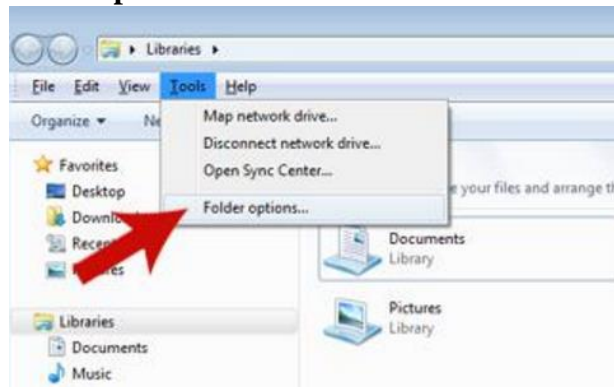 Libraries
File Edit View Tools Help
Organize
Map network drive...
Disconnect network drive...
Open Sync Center...
Folder options...
Favorites
Desktop
your files and arrange
Documents
Library
Pictures
Library
Libraries
Documents
Music